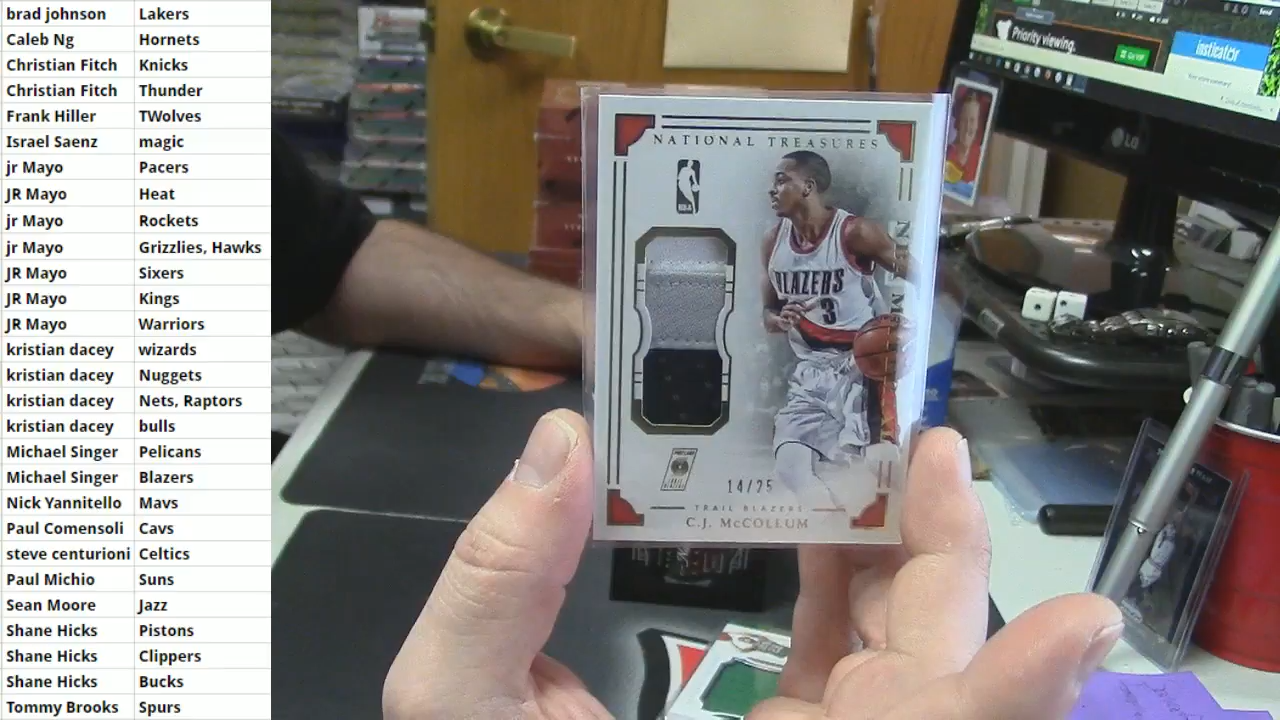 brad johnson Lakers
Caleb Ng Hornets
Christian Fitch Knicks
Christian Fitch Thunder
Frank Hiller TWolves
Israel Saenz magic
jr Mayo Pacers
JR Mayo Heat
jr Mayo Rockets
jr Mayo Grizzlies, Hawks
JR Mayo Sixers
JR Mayo Kings
JR Mayo Warriors
kristian dacey wizards
kristian dacey Nuggets
kristian dacey Nets, Raptors
kristian dacey bulls
Michael Singer Pelicans
Michael Singer Blazers
Nick Yannitello Mavs
Paul Comensoli Cavs
steve centurioni Celtics
Paul Michio Suns
Sean Moore Jazz
Shane Hicks Pistons
Shane Hicks Clippers
Shane Hicks Bucks
Tommy Brooks Spurs
NATIONAL TREASURES
NBA
BLAZERS
3
14/25
TRAIL BLAZERS
C.J. McCOLLUM
Priority viewing.
insticator
LG